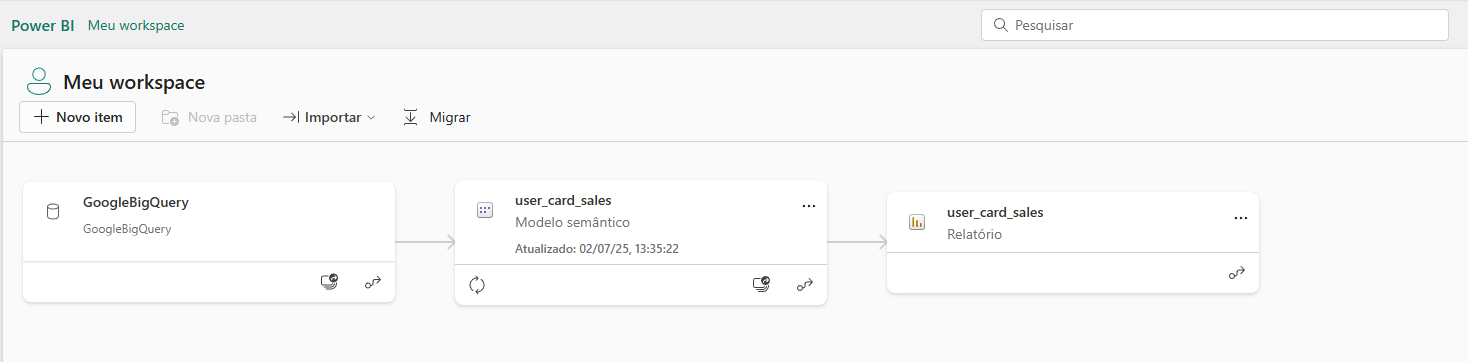 Power BI Meu workspace
Pesquisar
Meu workspace
Novo item
Nova pasta
Importar
Migrar
GoogleBigQuery
GoogleBigQuery
user_card_sales
Modelo semântico
Atualizado: 02/07/25, 13:35:22
user_card_sales
Relatório